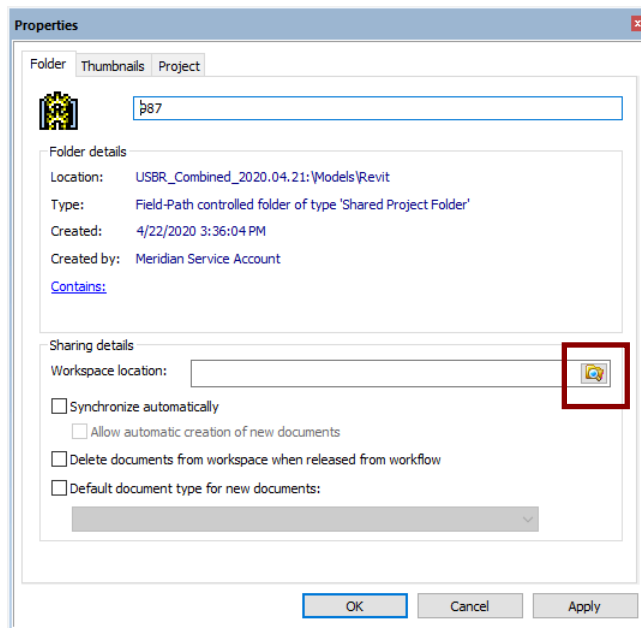 Properties
Folder Thumbnails Project
987
Folder details
Location: USBR_Combined_2020.04.21:\Models\Revit
Type: Field-Path controlled folder of type 'Shared Project Folder'
Created: 4/22/2020 3:36:04 PM
Created by: Meridian Service Account
Contains:
Sharing details
Workspace location:
Synchronize automatically
Allow automatic creation of new documents
Delete documents from workspace when released from workflow
Default document type for new documents:
OK Cancel Apply